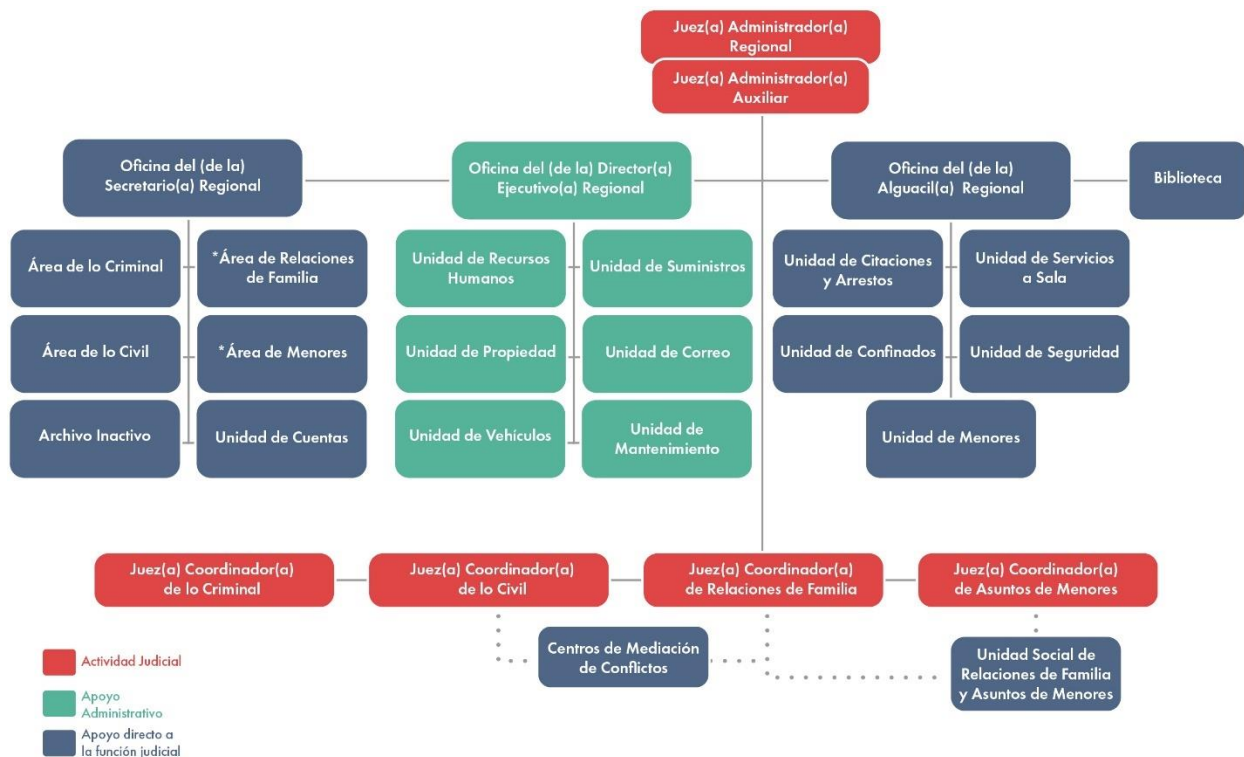 Juez(a) Administrador(a)
Regional
Juez(a) Administrador(a)
Auxiliar
Oficina del (de la)
Secretario(a) Regional
Oficina del (de la) Director(a)
Ejecutivo(a) Regional
Oficina del (de la)
Alguacil(a) Regional
Biblioteca
Área de lo Criminal
*Área de Relaciones
de Familia
Unidad de Recursos
Humanos
Unidad de Suministros
Unidad de Citaciones
y Arrestos
Unidad de Servicios
a Sala
Área de lo Civil
*Área de Menores
Unidad de Propiedad
Unidad de Correo
Unidad de Confinados
Unidad de Seguridad
Archivo Inactivo
Unidad de Cuentas
Unidad de Vehículos
Unidad de
Mantenimiento
Unidad de Menores
Juez(a) Coordinador(a)
de lo Criminal
Juez(a) Coordinador(a)
de lo Civil
Juez(a) Coordinador(a)
de Relaciones de Familia
Juez(a) Coordinador(a)
de Asuntos de Menores
Centros de Mediación
de Conflictos
Unidad Social de
Relaciones de Familia
y Asuntos de Menores
Actividad Judicial
Apoyo
Administrativo
Apoyo directo a
la función judicial